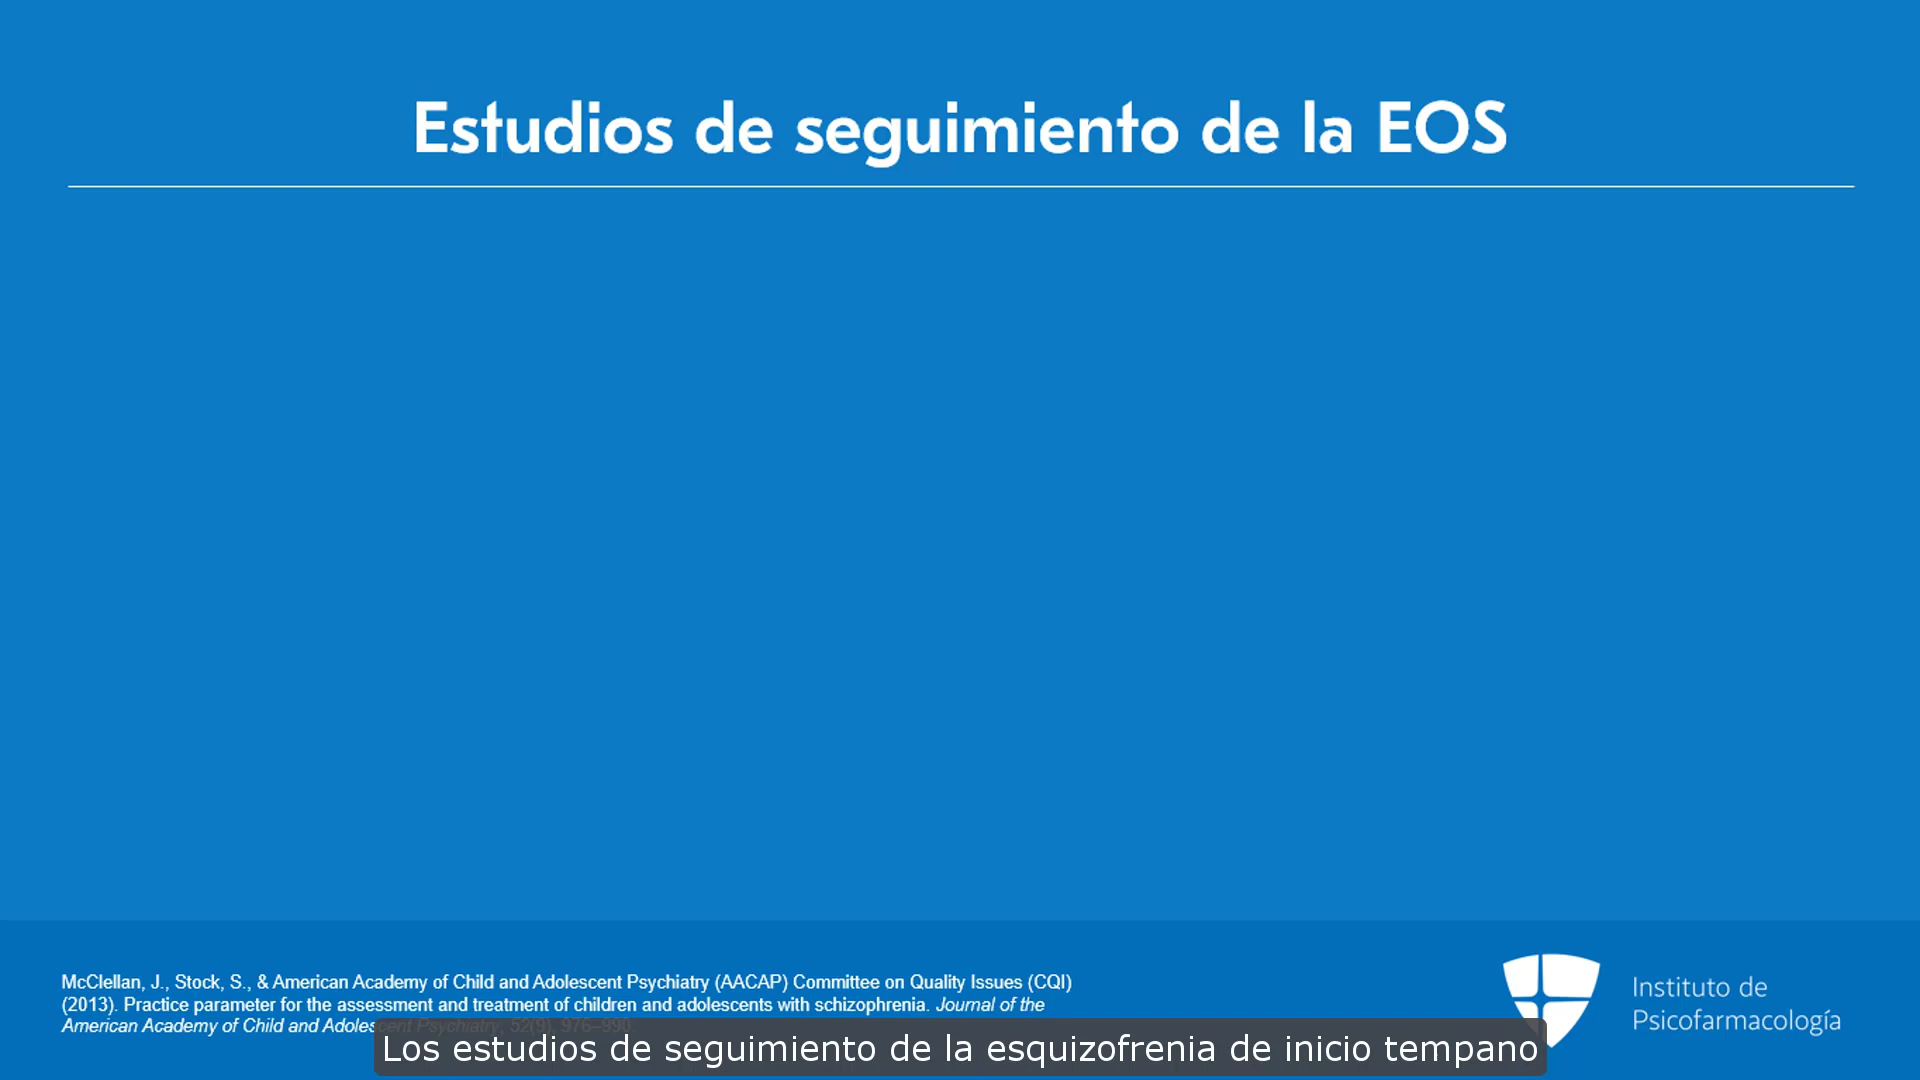 Estudios de seguimiento de la EOS
McClellan, J., Stock, S., & American Academy of Child and Adolescent Psychiatry (AACAP) Committee on Quality Issues (CQI)
(2013). Practice parameter for the assessment and treatment of children and adolescents with schizophrenia. Journal of the
American Academy of Child and Adolescent Psychiatry, 52(9), 976–990
Instituto de
Psicofarmacología
Los estudios de seguimiento de la esquizofrenia de inicio tempano